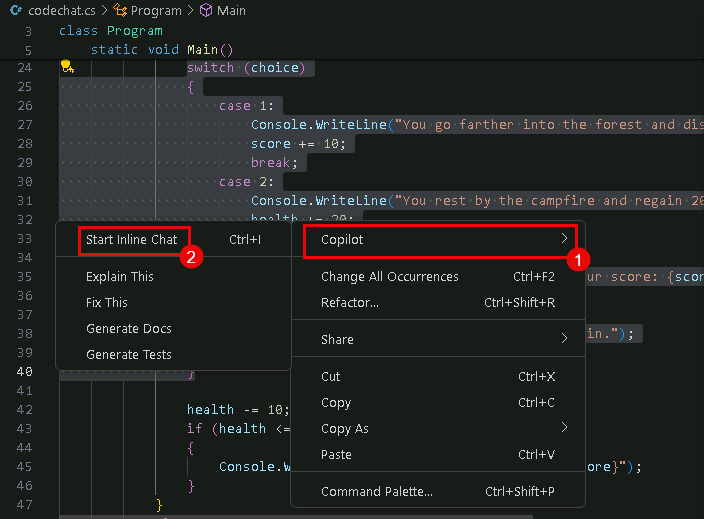 codechat.cs > Program > Main
3 class Program
5 static void Main()
24 switch (choice)
25 {
26 case 1:
27 Console.WriteLine("You go farther into the forest and dis
28 score += 10;
29 break;
30 case 2:
31 Console.WriteLine("You rest by the campfire and regain 20
32 health += 20;
33
34
35 ur score: {scor
36
37
38 in.");
39
40 }
41
42 health -= 10;
43 if (health <=
44 {
45 Console.W ore}");
46 }
47 }
Start Inline Chat Ctrl+I
2
Explain This
Fix This
Generate Docs
Generate Tests
Copilot
1
Change All Occurrences Ctrl+F2
Refactor... Ctrl+Shift+R
Share
Cut Ctrl+X
Copy Ctrl+C
Copy As
Paste Ctrl+V
Command Palette... Ctrl+Shift+P